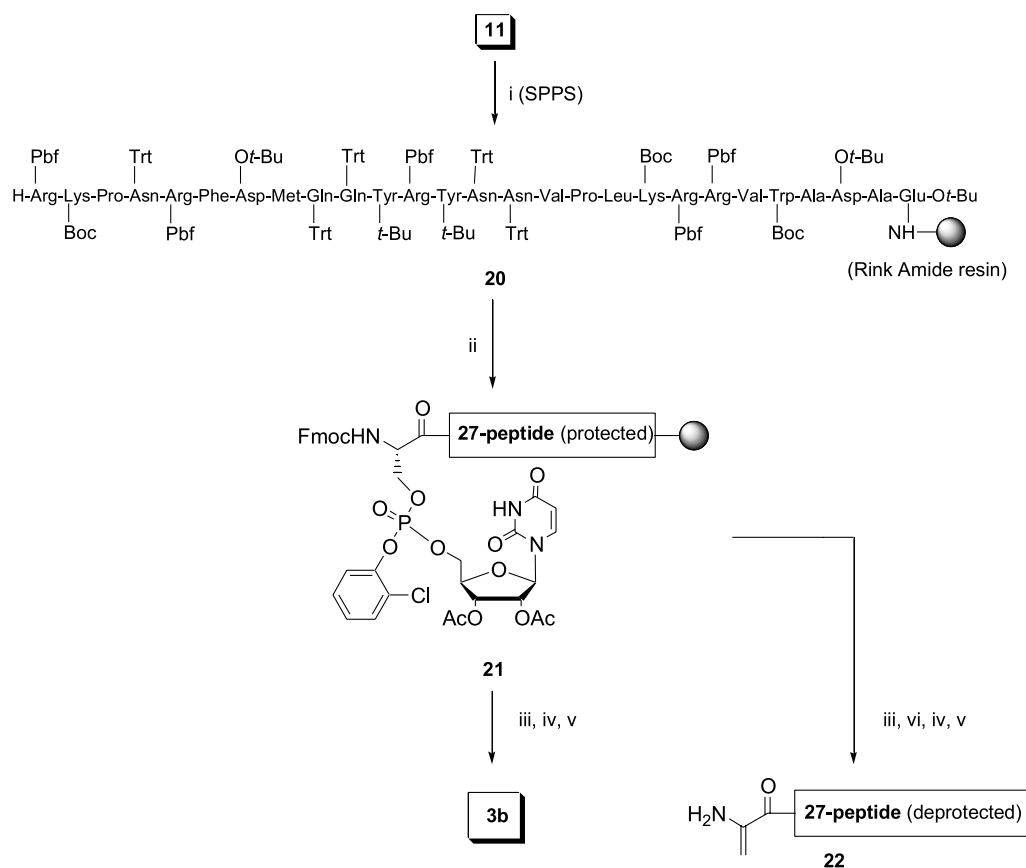 11
i (SPPS)
Pbf Trt Ot-Bu Trt Pbf Trt Boc Pbf Ot-Bu
H-Arg-Lys-Pro-Asn-Arg-Phe-Asp-Met-Gln-Gln-Tyr-Arg-Tyr-Asn-Asn-Val-Pro-Leu-Lys-Arg-Arg-Val-Trp-Ala-Asp-Ala-Glu-Ot-Bu
Boc Pbf Trt t-Bu t-Bu Trt Pbf Boc NH
(Rink Amide resin)
20
ii
O
FmocHN 27-peptide (protected)
O
O
O P HN
O O O N
O
Cl
AcO OAc
21
iii, iv, v
iii, vi, iv, v
3b
O
H2N 27-peptide (deprotected)
22